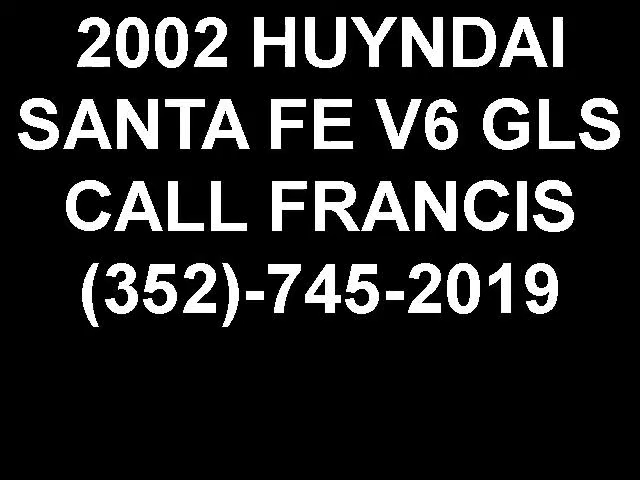 2002 HUYNDAI
SANTA FE V6 GLS
CALL FRANCIS
(352)-745-2019